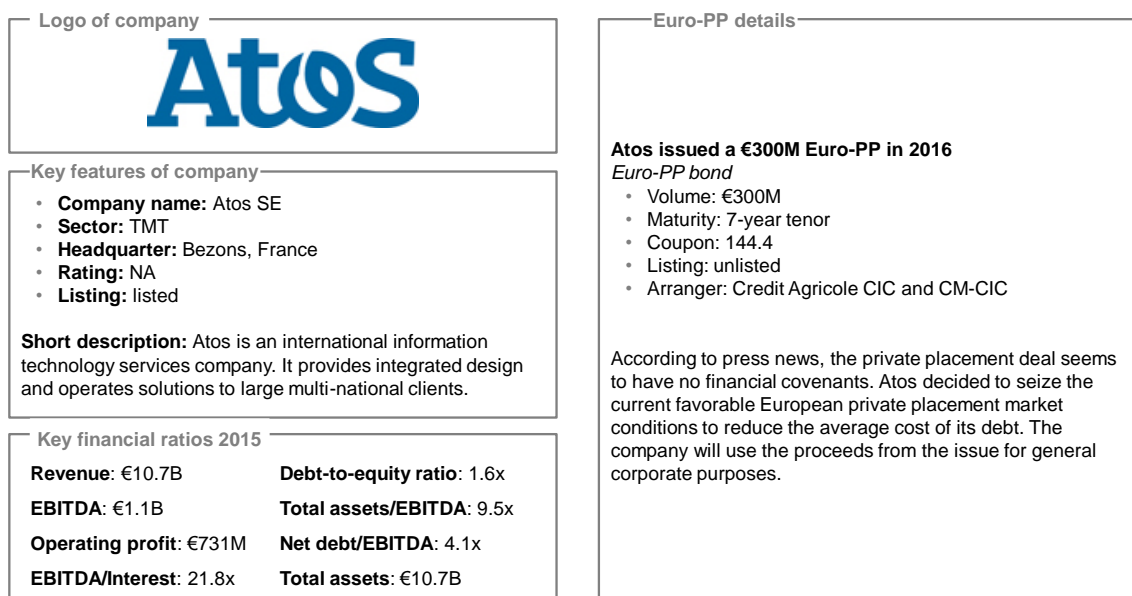 Logo of company
Atos
Key features of company
• Company name: Atos SE
• Sector: TMT
• Headquarter: Bezons, France
• Rating: NA
• Listing: listed
Short description: Atos is an international information
technology services company. It provides integrated design
and operates solutions to large multi-national clients.
Key financial ratios 2015
Revenue: €10.7B Debt-to-equity ratio: 1.6x
EBITDA: €1.1B Total assets/EBITDA: 9.5x
Operating profit: €731M Net debt/EBITDA: 4.1x
EBITDA/Interest: 21.8x Total assets: €10.7B
Euro-PP details
Atos issued a €300M Euro-PP in 2016
Euro-PP bond
• Volume: €300M
• Maturity: 7-year tenor
• Coupon: 144.4
• Listing: unlisted
• Arranger: Credit Agricole CIC and CM-CIC
According to press news, the private placement deal seems
to have no financial covenants. Atos decided to seize the
current favorable European private placement market
conditions to reduce the average cost of its debt. The
company will use the proceeds from the issue for general
corporate purposes.